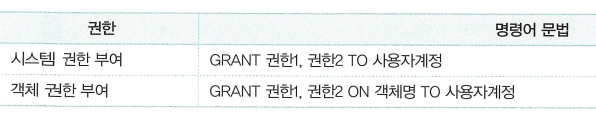 권한 명령어 문법
시스템 권한 부여 GRANT 권한1, 권한2 TO 사용자계정
객체 권한 부여 GRANT 권한1, 권한2 ON 객체명 TO 사용자계정